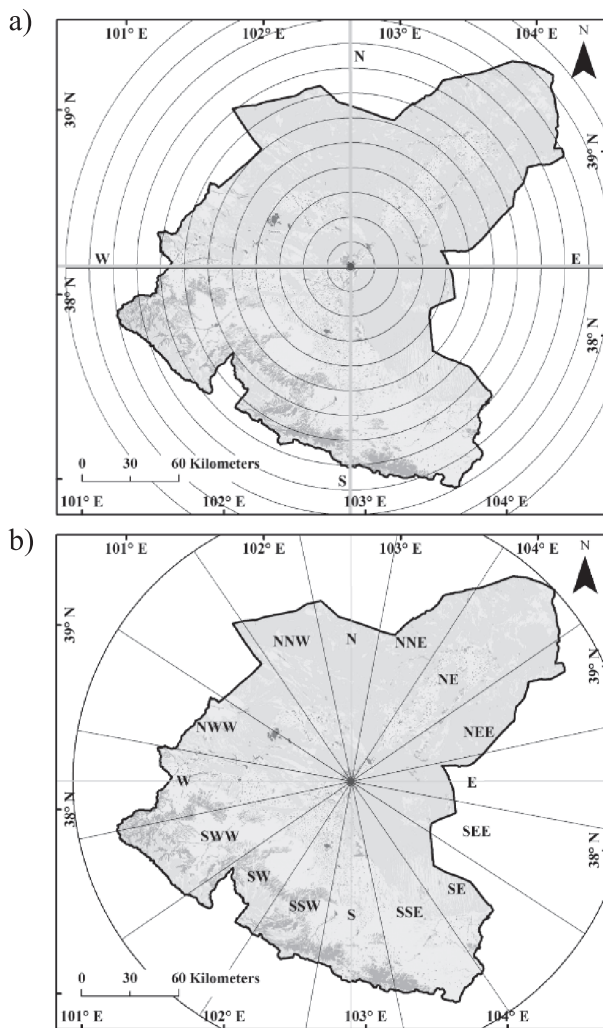 a)
101° E
102° E
103° E
104° E
N
N
39° N
39° N
W
E
38° N
38° N
0
30
60 Kilometers
S
101° E
102° E
103° E
104° E
b)
101° E
102° E
103° E
104° E
N
39° N
39° N
NNW
N
NNE
NE
NWW
NEE
W
E
38° N
38° N
SWW
SEE
SW
SE
SSW
S
SSE
0
30
60 Kilometers
101° E
102° E
103° E
104° E